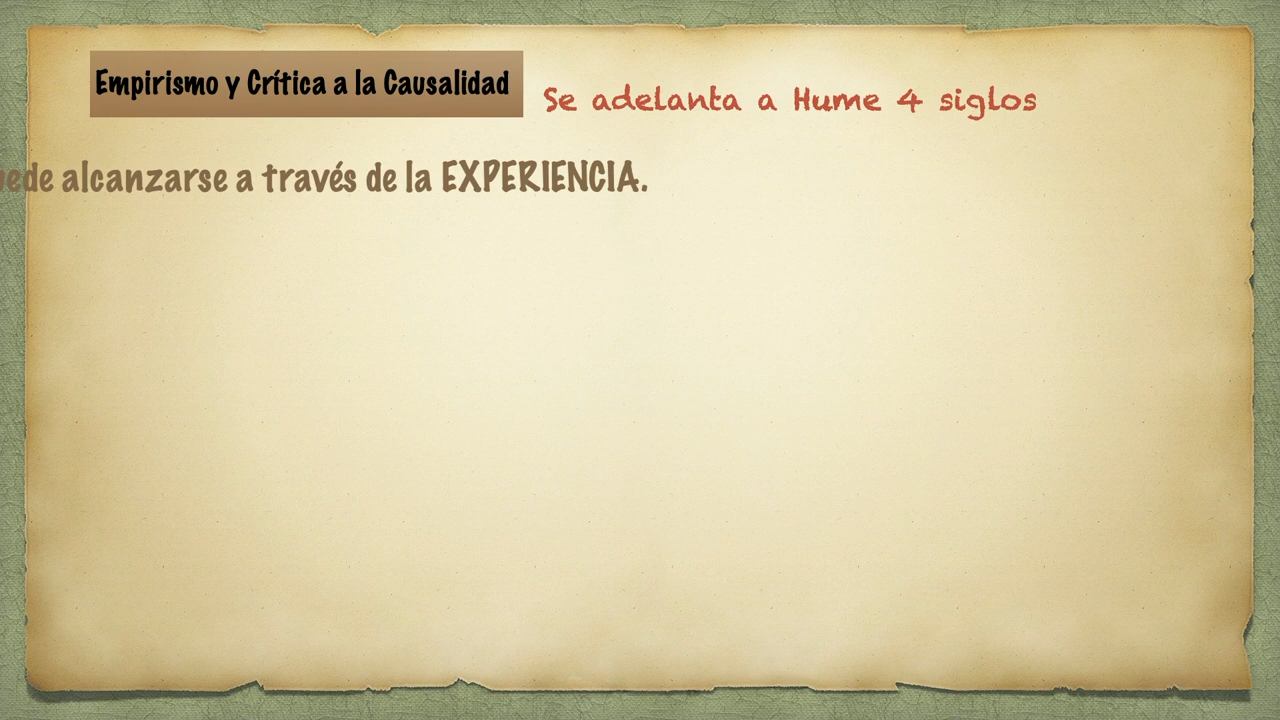 Empirismo y Crítica a la Causalidad
Se adelanta a Hume 4 siglos
alcanzarse a través de la EXPERIENCIA.